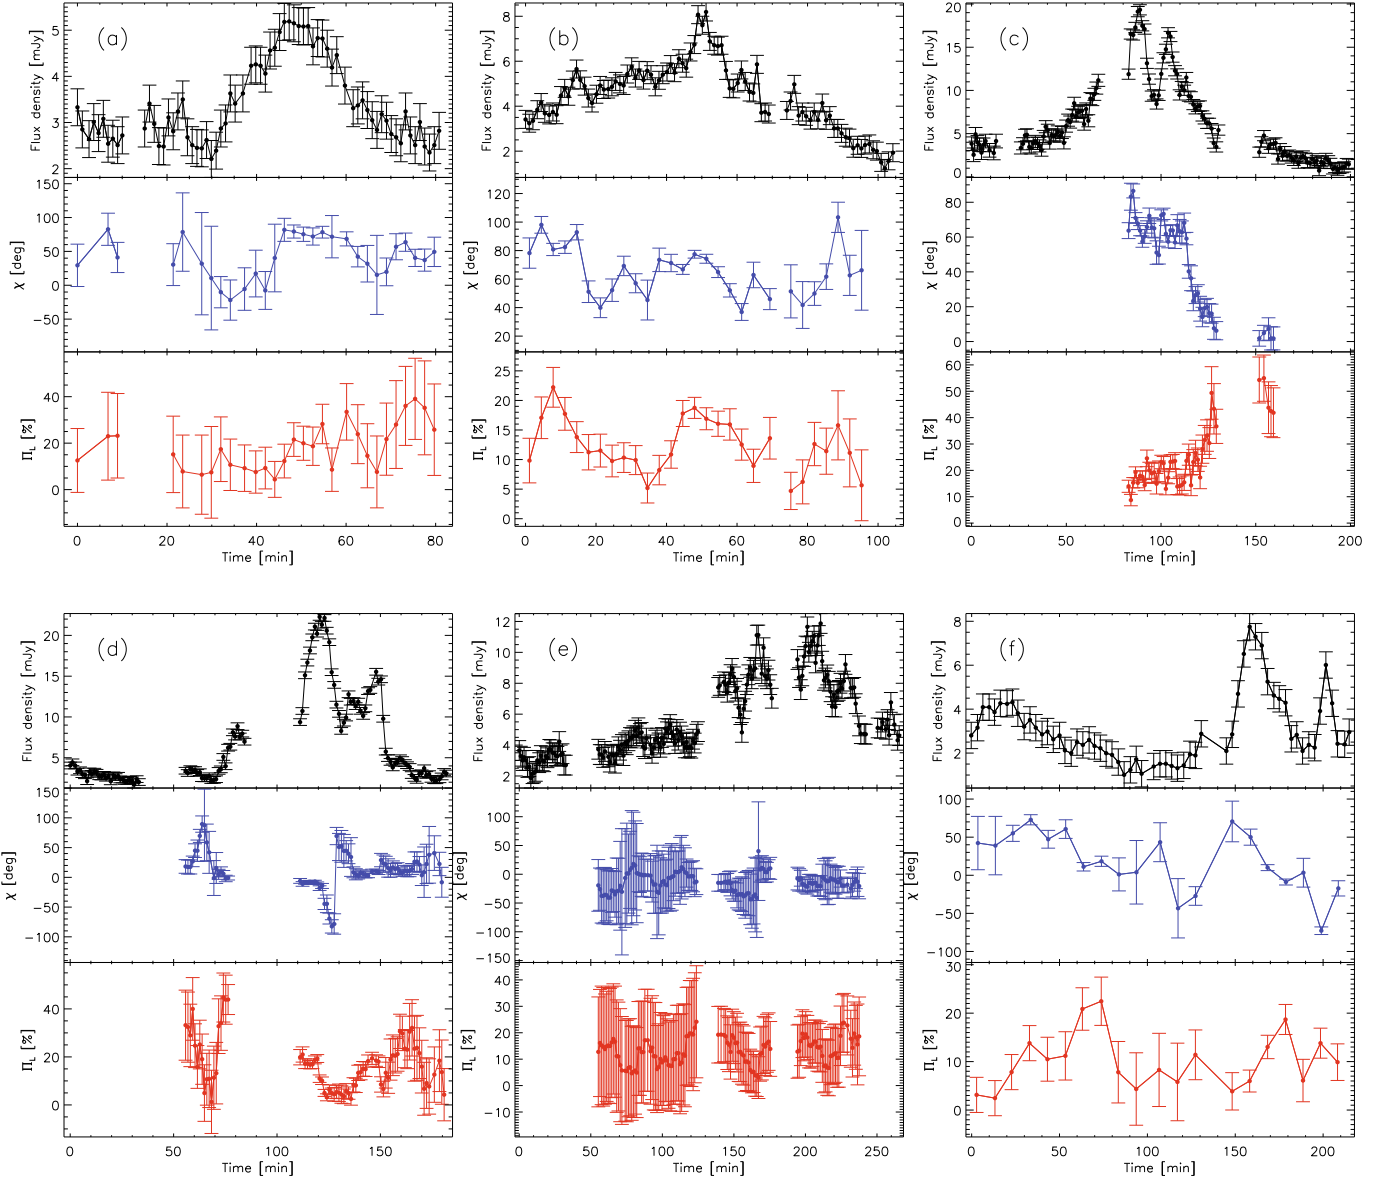 (a)
Flux density [mJy]
5
4
3
2
χ [deg]
150
100
50
0
−50
Π_L [%]
40
20
0
0 20 40 60 80
Time [min]
(b)
Flux density [mJy]
8
6
4
2
χ [deg]
120
100
80
60
40
20
Π_L [%]
25
20
15
10
5
0
0 20 40 60 80 100
Time [min]
(c)
Flux density [mJy]
20
15
10
5
0
χ [deg]
80
60
40
20
0
Π_L [%]
60
50
40
30
20
10
0
0 50 100 150 200
Time [min]
(d)
Flux density [mJy]
20
15
10
5
χ [deg]
150
100
50
0
−50
−100
Π_L [%]
40
20
0
0 50 100 150
Time [min]
(e)
Flux density [mJy]
12
10
8
6
4
2
χ [deg]
100
50
0
−50
−100
−150
Π_L [%]
40
30
20
10
0
−10
0 50 100 150 200 250
Time [min]
(f)
Flux density [mJy]
8
6
4
2
χ [deg]
100
50
0
−50
−100
Π_L [%]
30
20
10
0
0 50 100 150 200
Time [min]